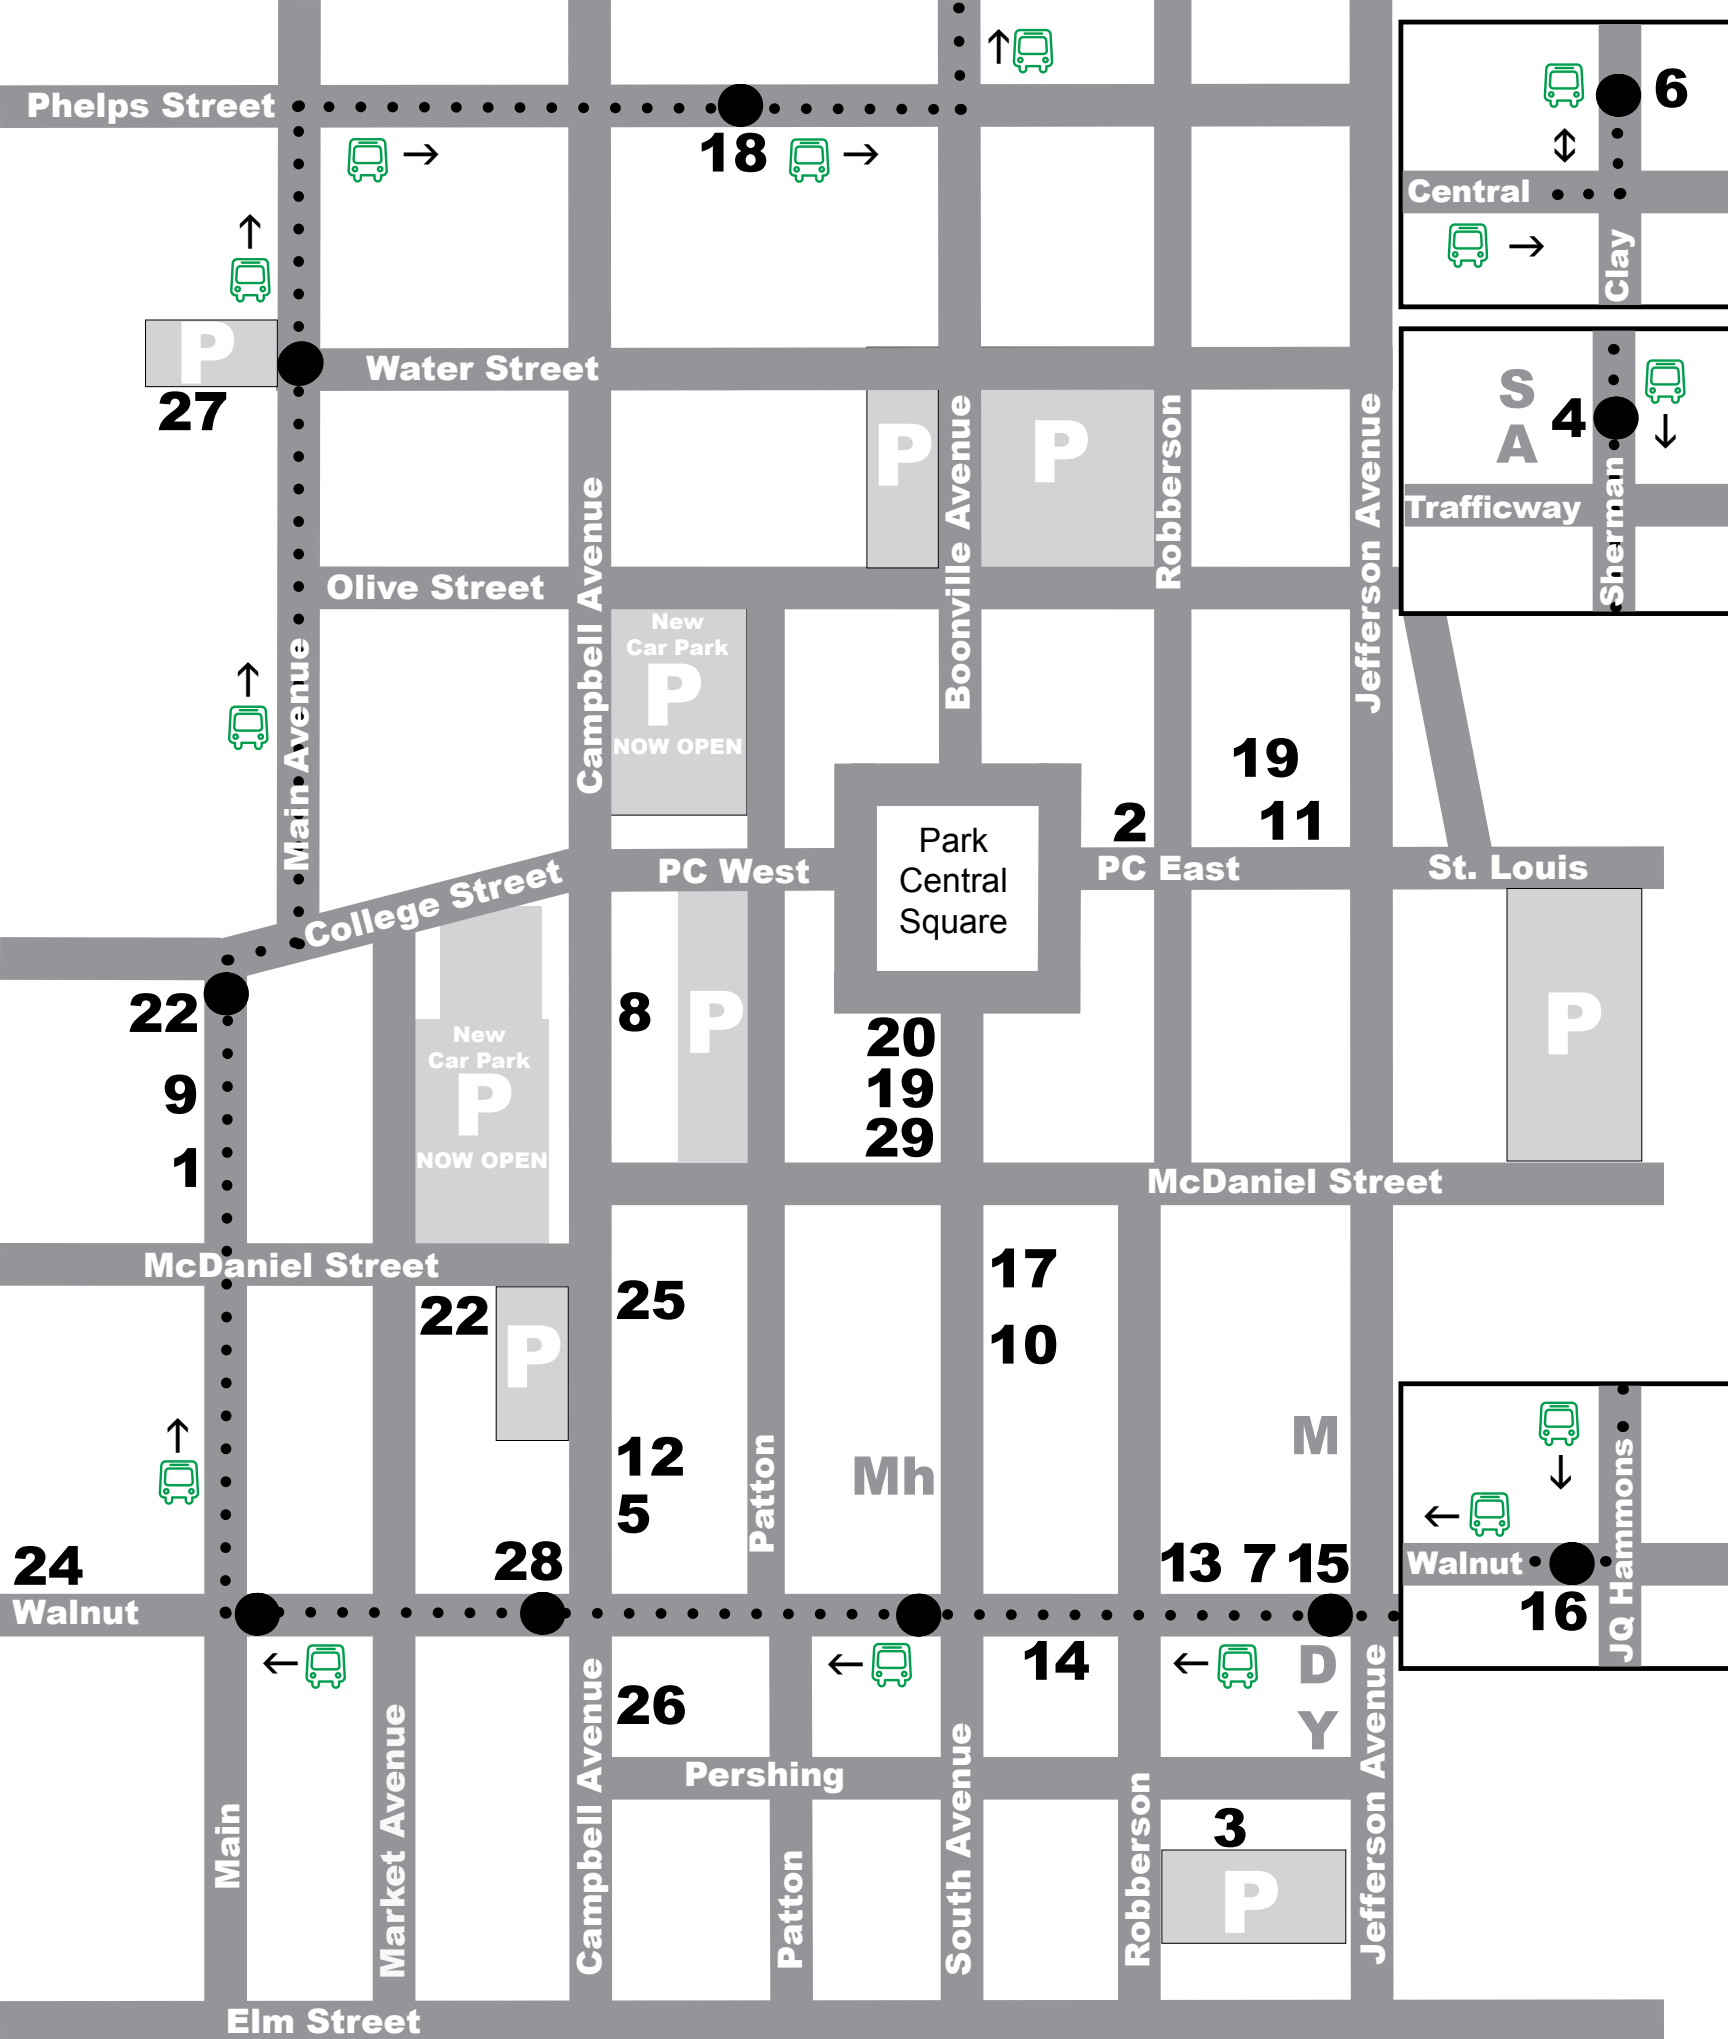 Phelps Street
18
6
Central
Clay
P
27
Water Street
S
A
4
Trafficway
Sherman
P
P
Robberson
Jefferson Avenue
Boonville Avenue
Campbell Avenue
Olive Street
New
Car Park
P
NOW OPEN
Main Avenue
19
2
11
Park
Central
Square
PC West
PC East
St. Louis
College Street
22
9
1
New
Car Park
P
NOW OPEN
8
P
20
19
29
P
McDaniel Street
McDaniel Street
22
P
25
17
10
12
5
Patton
Mh
M
24
28
13 7 15
Walnut
Walnut
16
JQ Hammons
14
D
Y
26
Pershing
3
P
Main
Market Avenue
Campbell Avenue
Patton
South Avenue
Robberson
Jefferson Avenue
Elm Street